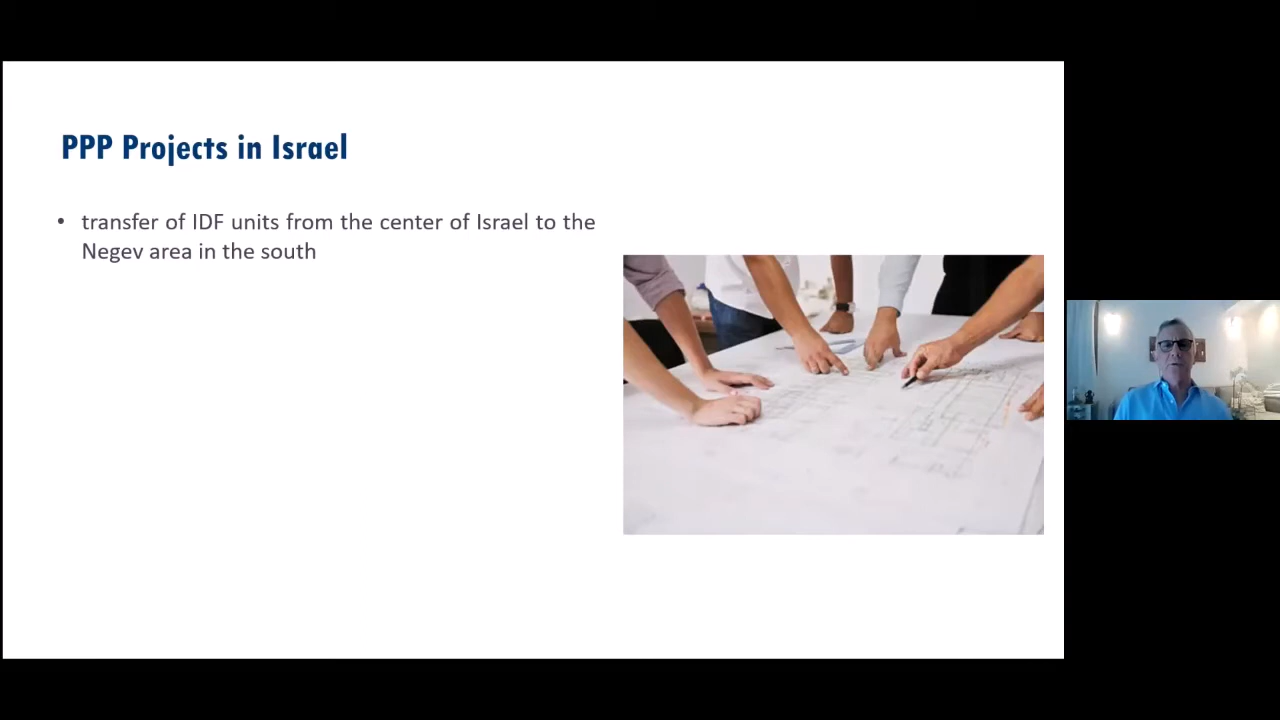 PPP Projects in Israel
• transfer of IDF units from the center of Israel to the
Negev area in the south